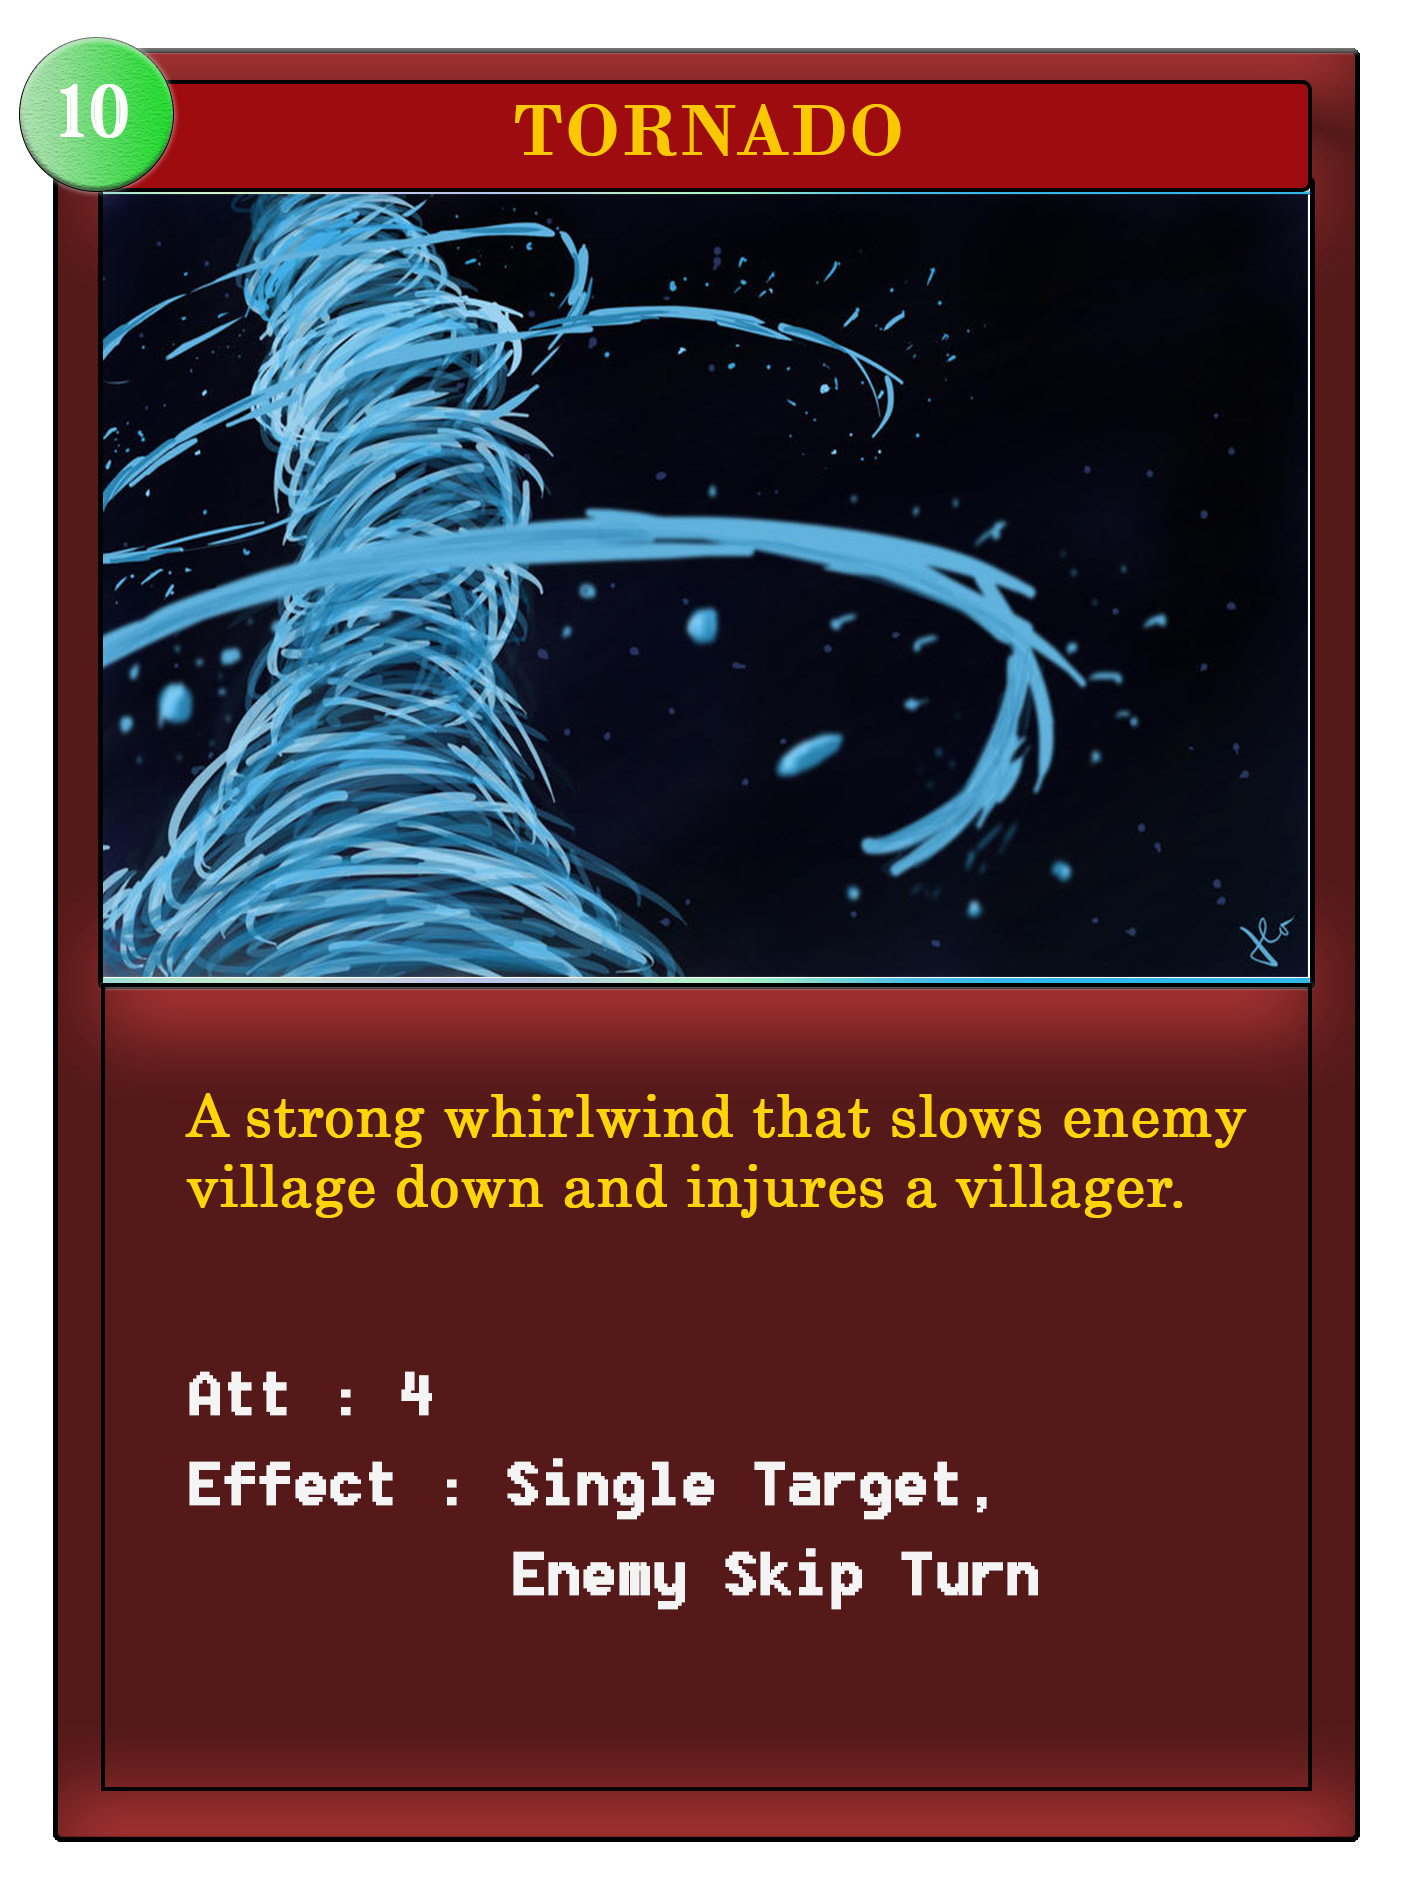 10
TORNADO
A strong whirlwind that slows enemy
village down and injures a villager.
Att : 4
Effect : Single Target,
Enemy Skip Turn